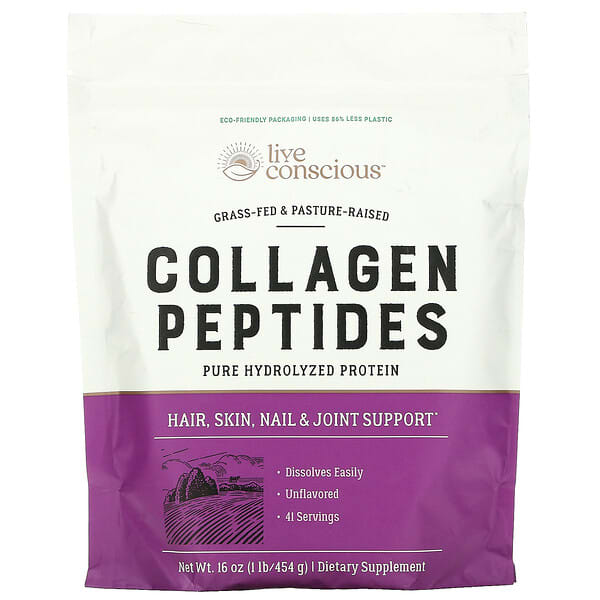 ECO-FRIENDLY PACKAGING | USES 86% LESS PLASTIC
live
conscious™
GRASS-FED & PASTURE-RAISED
COLLAGEN
PEPTIDES
PURE HYDROLYZED PROTEIN
HAIR, SKIN, NAIL & JOINT SUPPORT*
• Dissolves Easily
• Unflavored
• 41 Servings
Net Wt. 16 oz (1 lb/454 g) | Dietary Supplement